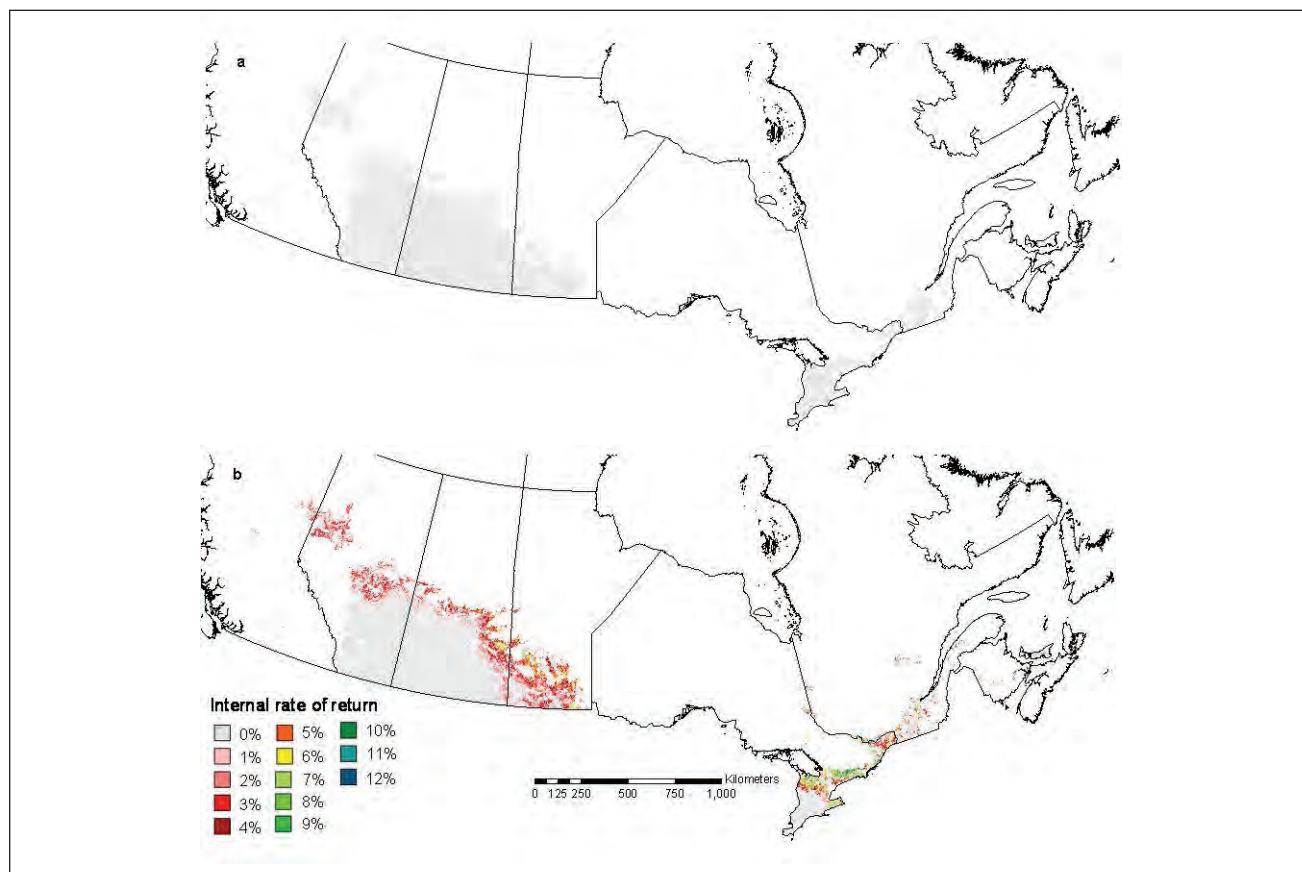 a
b
Internal rate of return
0% 5% 10%
1% 6% 11%
2% 7% 12%
3% 8%
4% 9%
Kilometers
0 125 250 500 750 1,000